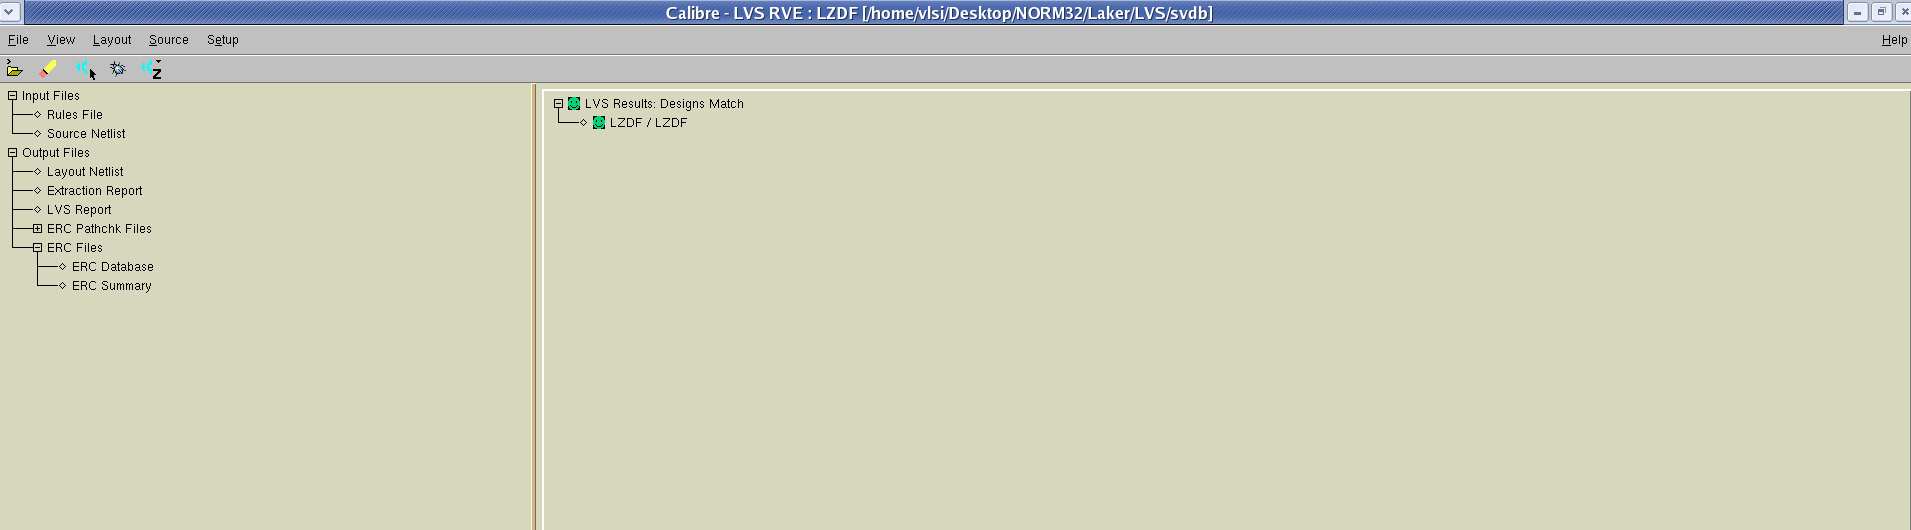 Calibre - LVS RVE : LZDF [/home/vlsi/Desktop/NORM32/Laker/LVS/svdb]
File View Layout Source Setup Help
Z
Input Files
Rules File
Source Netlist
Output Files
Layout Netlist
Extraction Report
LVS Report
ERC Pathchk Files
ERC Files
ERC Database
ERC Summary
LVS Results: Designs Match
LZDF / LZDF